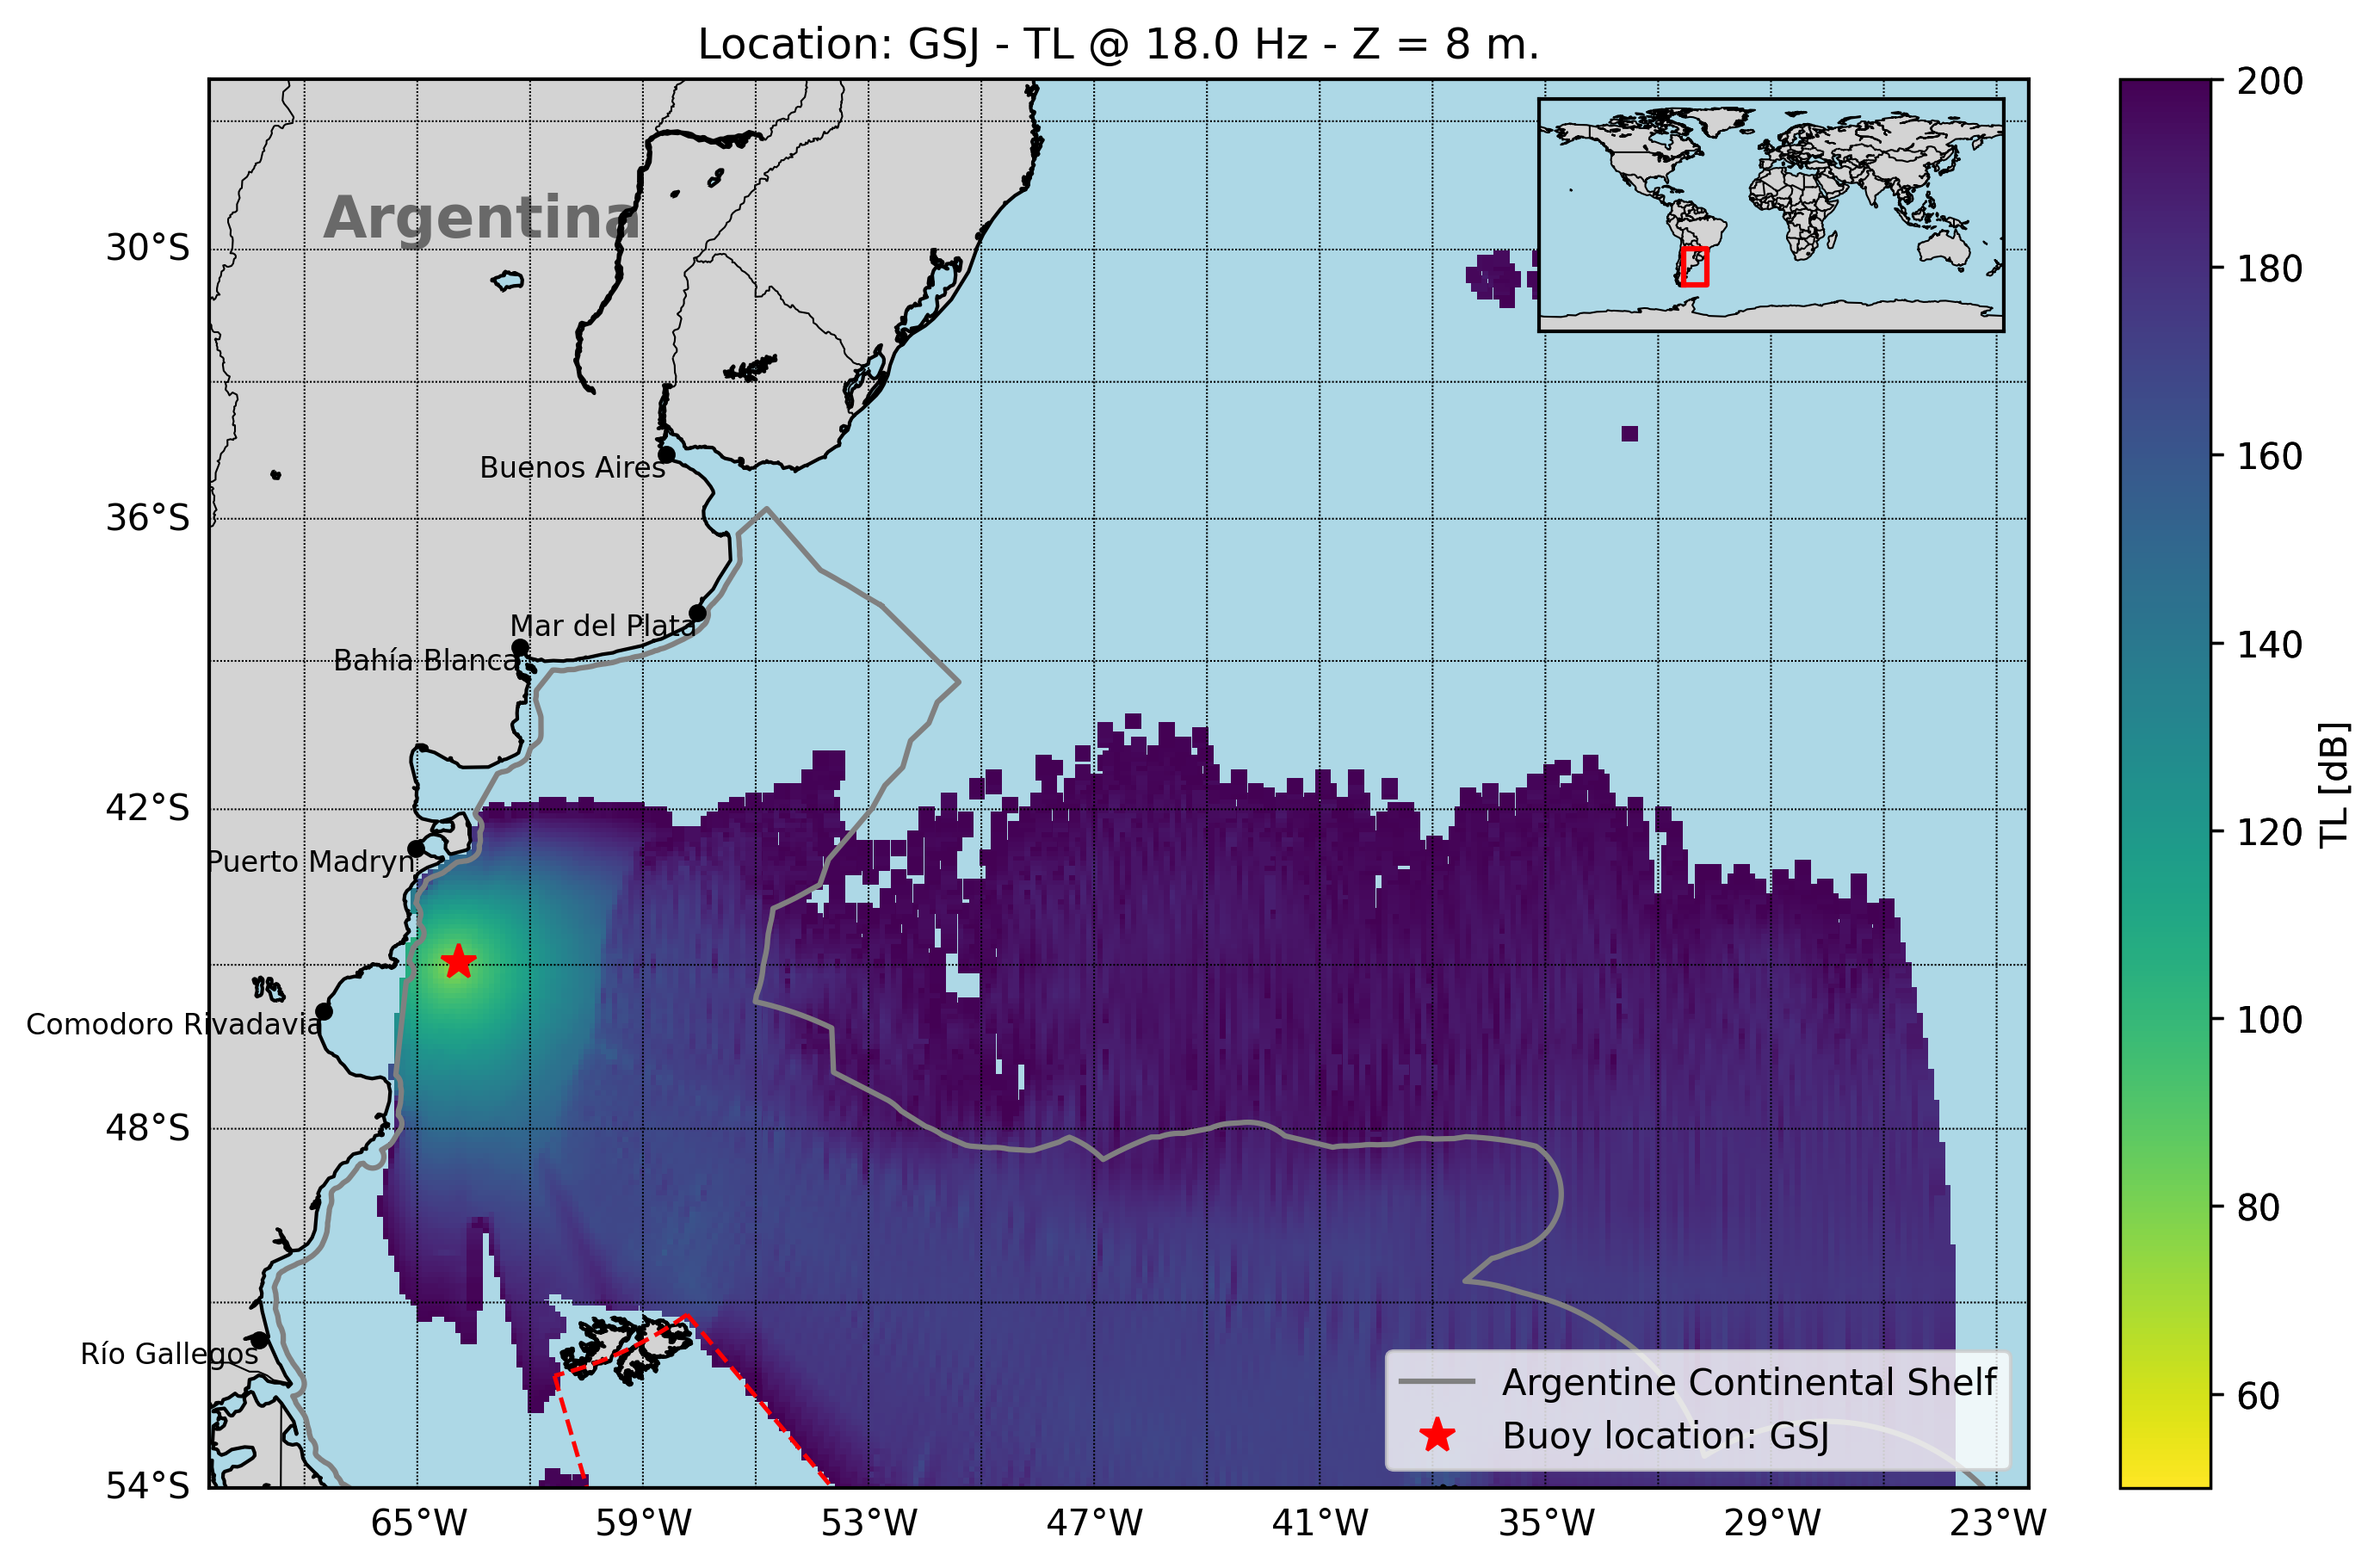 Location: GSJ - TL @ 18.0 Hz - Z = 8 m.
Argentina
30°S
36°S
42°S
48°S
54°S
Buenos Aires
Mar del Plata
Bahía Blanca
Puerto Madryn
Comodoro Rivadavia
Río Gallegos
65°W
59°W
53°W
47°W
41°W
35°W
29°W
23°W
Argentine Continental Shelf
Buoy location: GSJ
200
180
160
140
120
100
80
60
TL [dB]